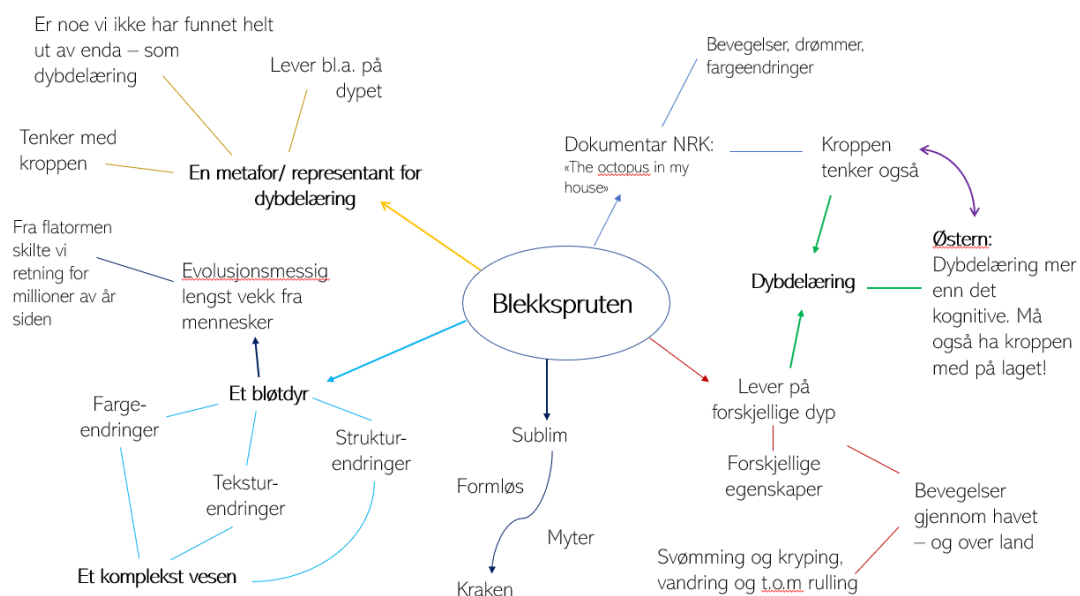 Er noe vi ikke har funnet helt
ut av enda – som
dybdelæring
Lever bl.a. på
dypet
Tenker med
kroppen
En metafor/ representant for
dybdelæring
Bevegelser, drømmer,
fargeendringer
Dokumentar NRK:
«The octopus in my
house»
Kroppen
tenker også
Østern:
Dybdelæring mer
enn det
kognitive. Må
også ha kroppen
med på laget!
Dybdelæring
Fra flatormen
skilte vi
retning for
millioner av år
siden
Evolusjonsmessig
lengst vekk fra
mennesker
Blekkspruten
Et bløtdyr
Farge-
endringer
Tekstur-
endringer
Struktur-
endringer
Et komplekst vesen
Sublim
Formløs
Myter
Kraken
Lever på
forskjellige dyp
Forskjellige
egenskaper
Bevegelser
gjennom havet
– og over land
Svømming og kryping,
vandring og t.o.m rulling